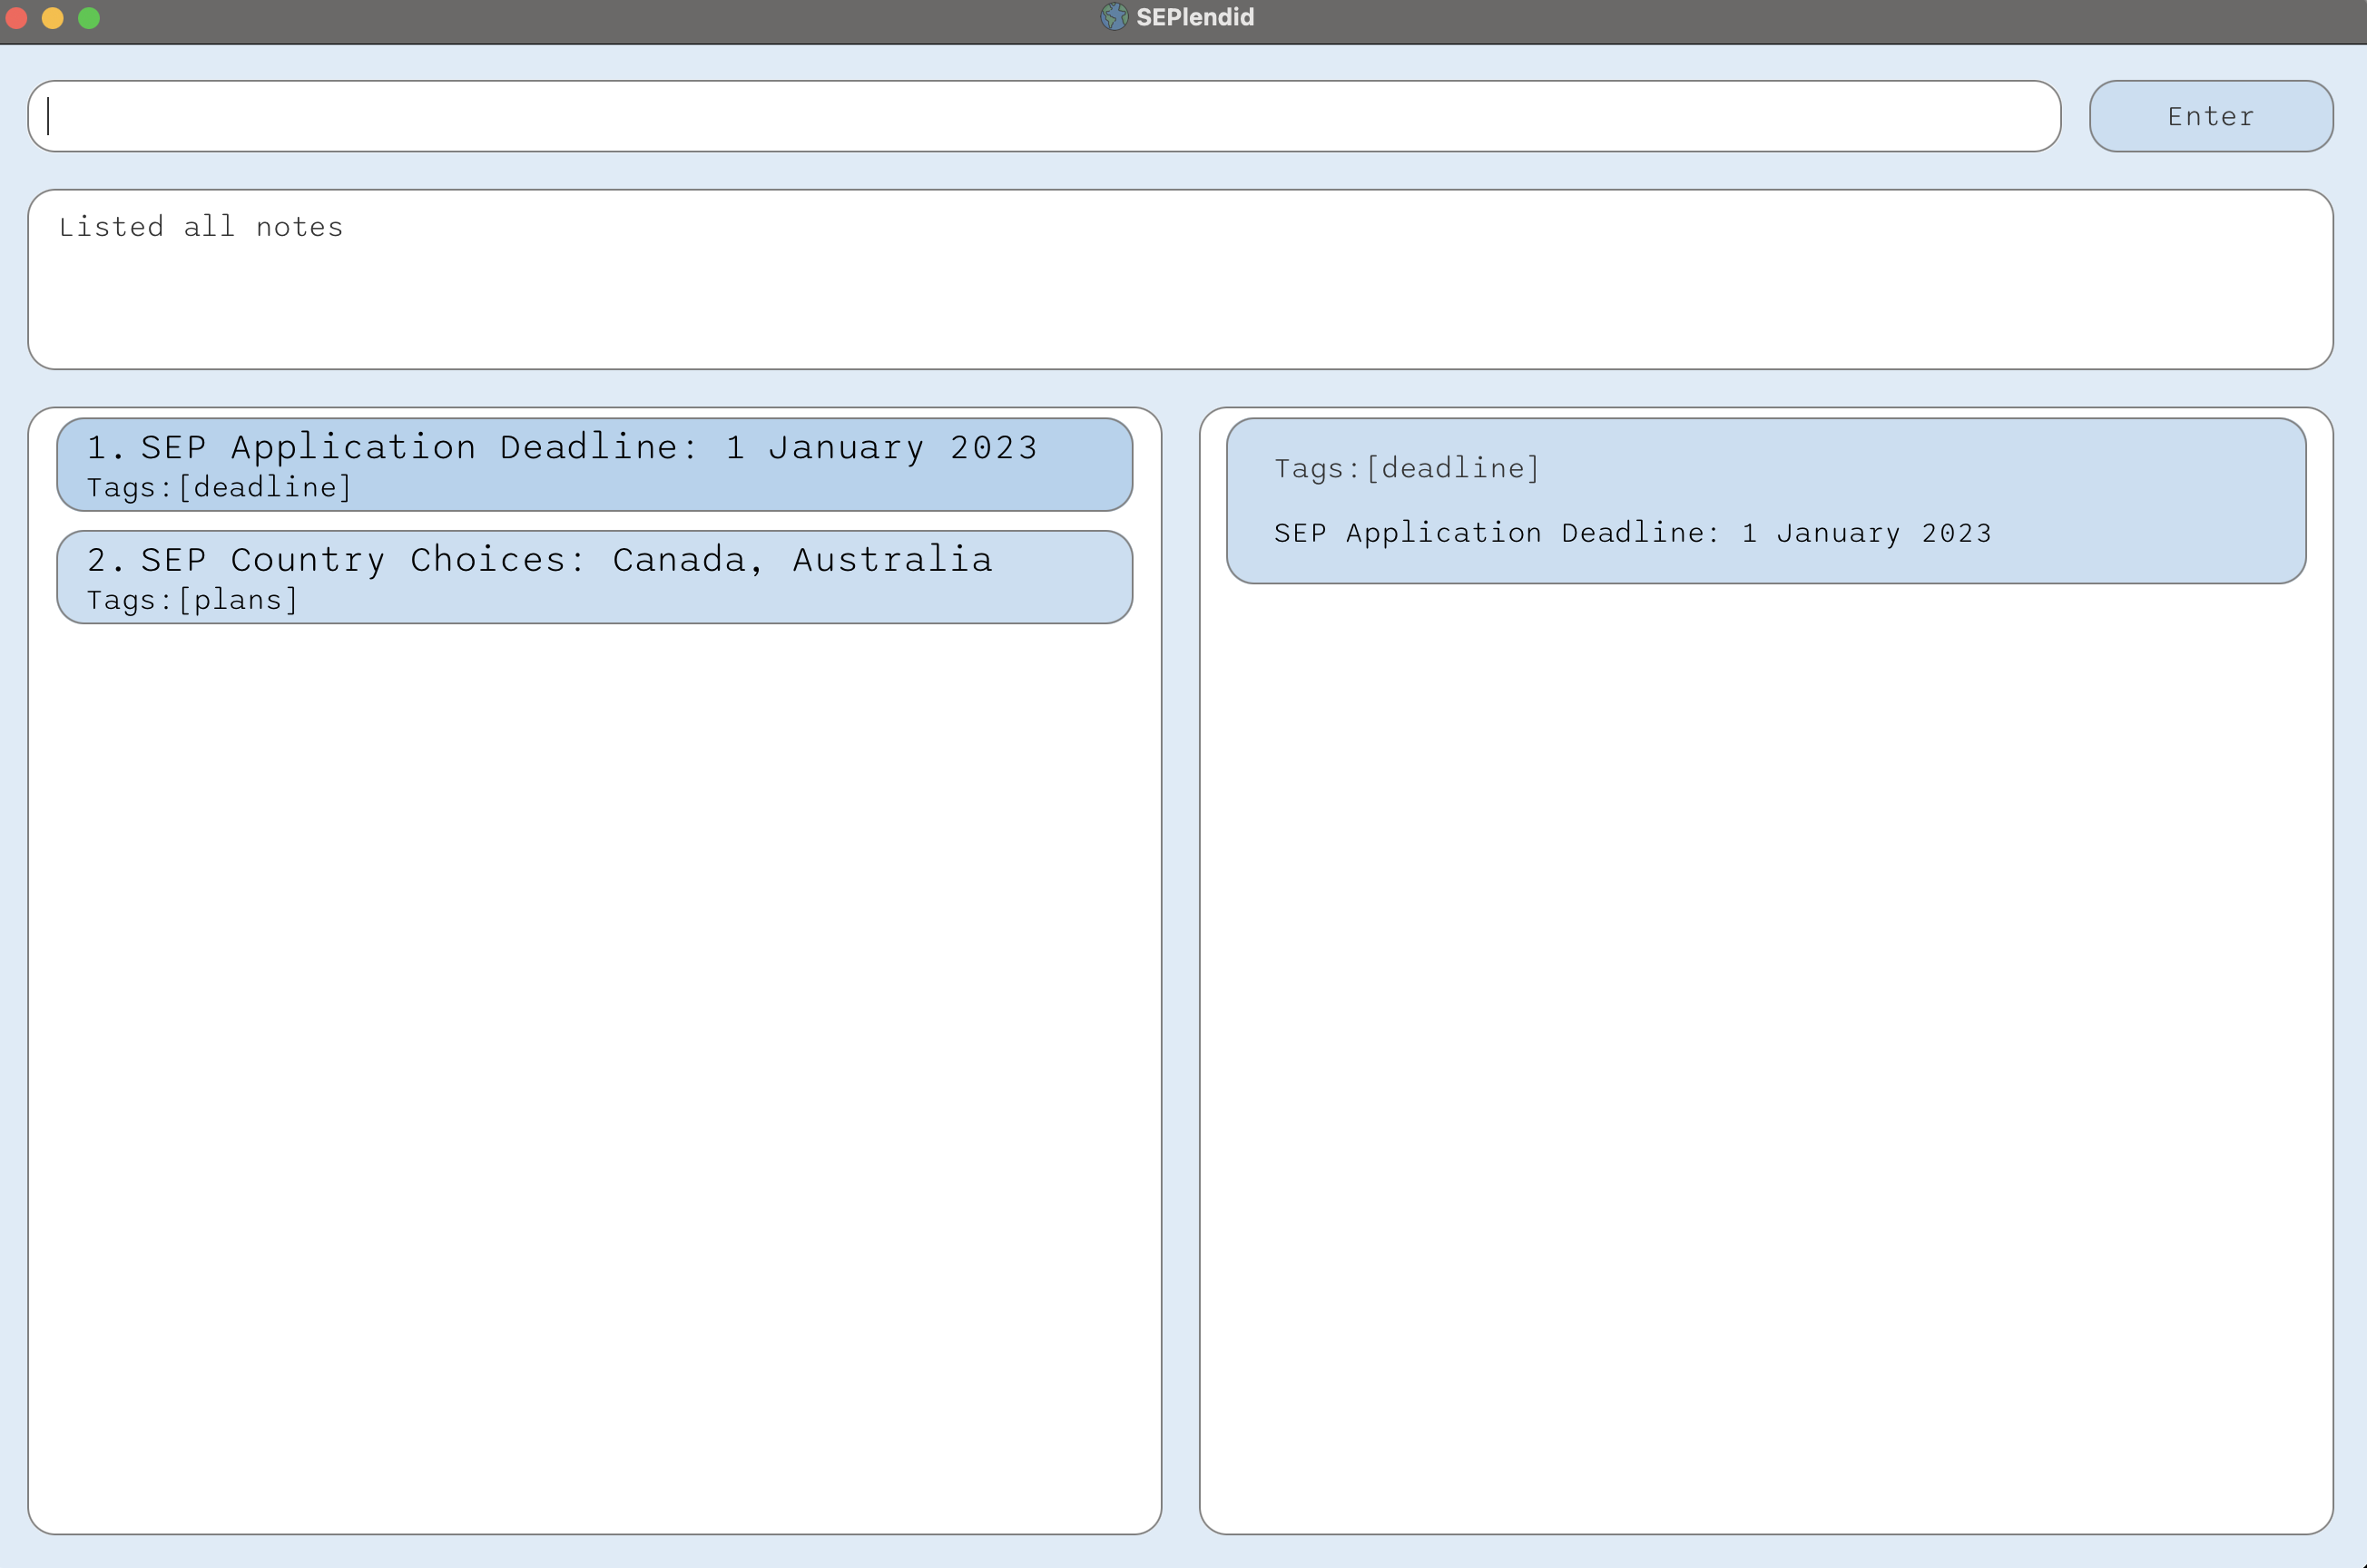 SEPlendid
Enter
Listed all notes
1. SEP Application Deadline: 1 January 2023
Tags:[deadline]
2. SEP Country Choices: Canada, Australia
Tags:[plans]
Tags:[deadline]
SEP Application Deadline: 1 January 2023